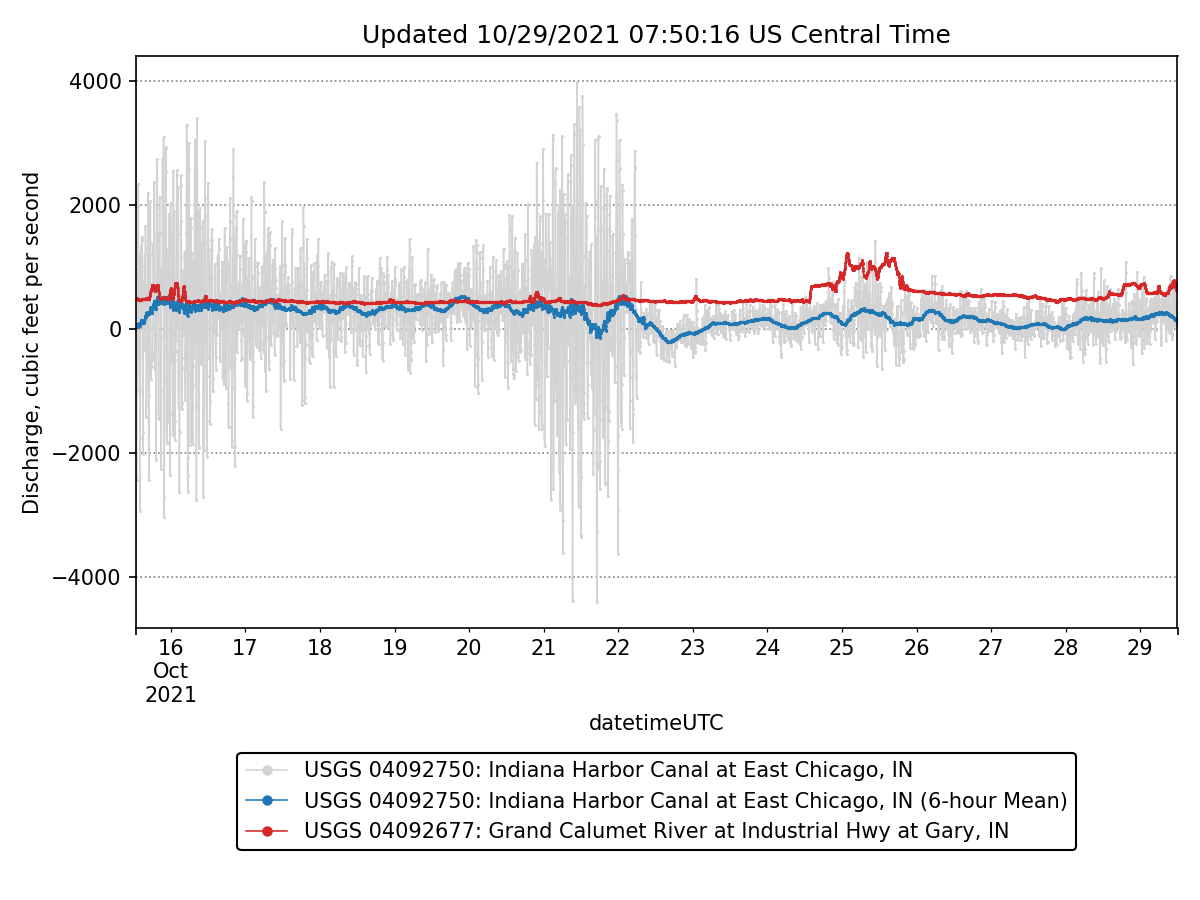 Updated 10/29/2021 07:50:16 US Central Time
Discharge, cubic feet per second
4000
2000
0
−2000
−4000
16 17 18 19 20 21 22 23 24 25 26 27 28 29
Oct
2021
datetimeUTC
USGS 04092750: Indiana Harbor Canal at East Chicago, IN
USGS 04092750: Indiana Harbor Canal at East Chicago, IN (6-hour Mean)
USGS 04092677: Grand Calumet River at Industrial Hwy at Gary, IN